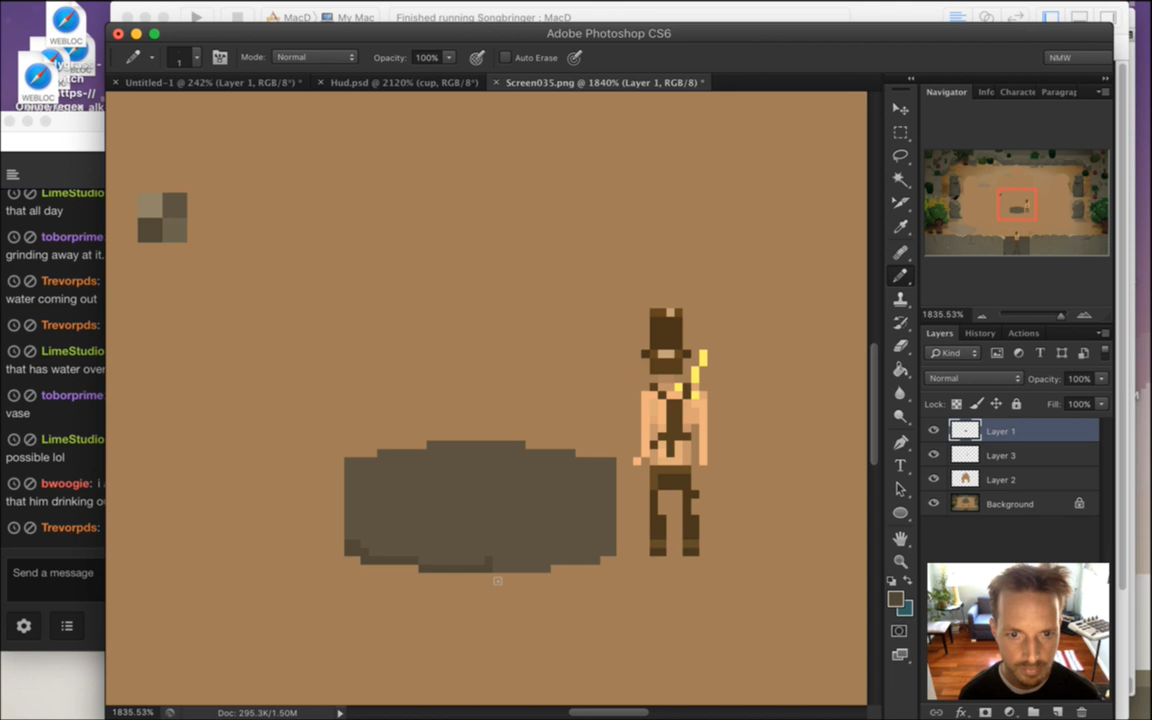 MacD
My Mac
Finished running Songbringer : MacD
WEBLOC
WEBLOC
itch
https-//
Adobe Photoshop CS6
1
Mode: Normal
Opacity: 100%
Auto Erase
NMW
Untitled-1 @ 242% (Layer 1, RGB/8*) *
Hud.psd @ 2120% (cup, RGB/8*)
Screen035.png @ 1840% (Layer 1, RGB/8) *
Navigator
Info
Characte
Paragrap
LimeStudio
that all day
toborprime
grinding away at it.
Trevorpds:
water coming out
Trevorpds:
LimeStudio
that has water over
toborprime
vase
LimeStudio
possible lol
bwoogie: i
that him drinking o
Trevorpds:
Send a message
1835.53%
Layers
History
Actions
Kind
Normal
Opacity: 100%
Lock:
Fill: 100%
Layer 1
Layer 3
Layer 2
Background
1835.53%
Doc: 295.3K/1.50M
fx